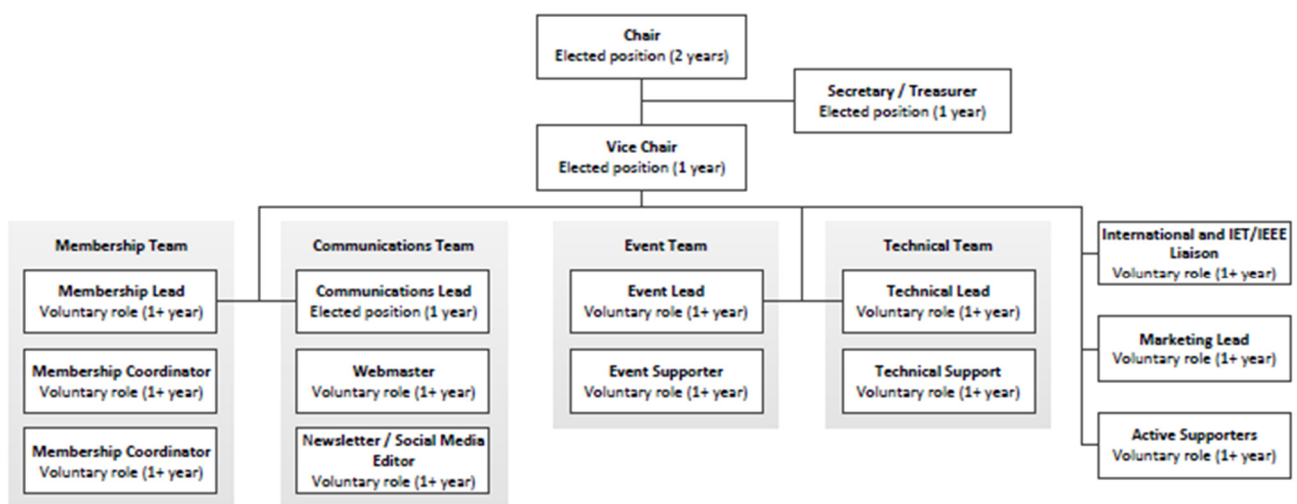 Chair
Elected position (2 years)
Secretary / Treasurer
Elected position (1 year)
Vice Chair
Elected position (1 year)
Membership Team
Membership Lead
Voluntary role (1+ year)
Membership Coordinator
Voluntary role (1+ year)
Membership Coordinator
Voluntary role (1+ year)
Communications Team
Communications Lead
Elected position (1 year)
Webmaster
Voluntary role (1+ year)
Newsletter / Social Media
Editor
Voluntary role (1+ year)
Event Team
Event Lead
Voluntary role (1+ year)
Event Supporter
Voluntary role (1+ year)
Technical Team
Technical Lead
Voluntary role (1+ year)
Technical Support
Voluntary role (1+ year)
International and IET/IEEE
Liaison
Voluntary role (1+ year)
Marketing Lead
Voluntary role (1+ year)
Active Supporters
Voluntary role (1+ year)